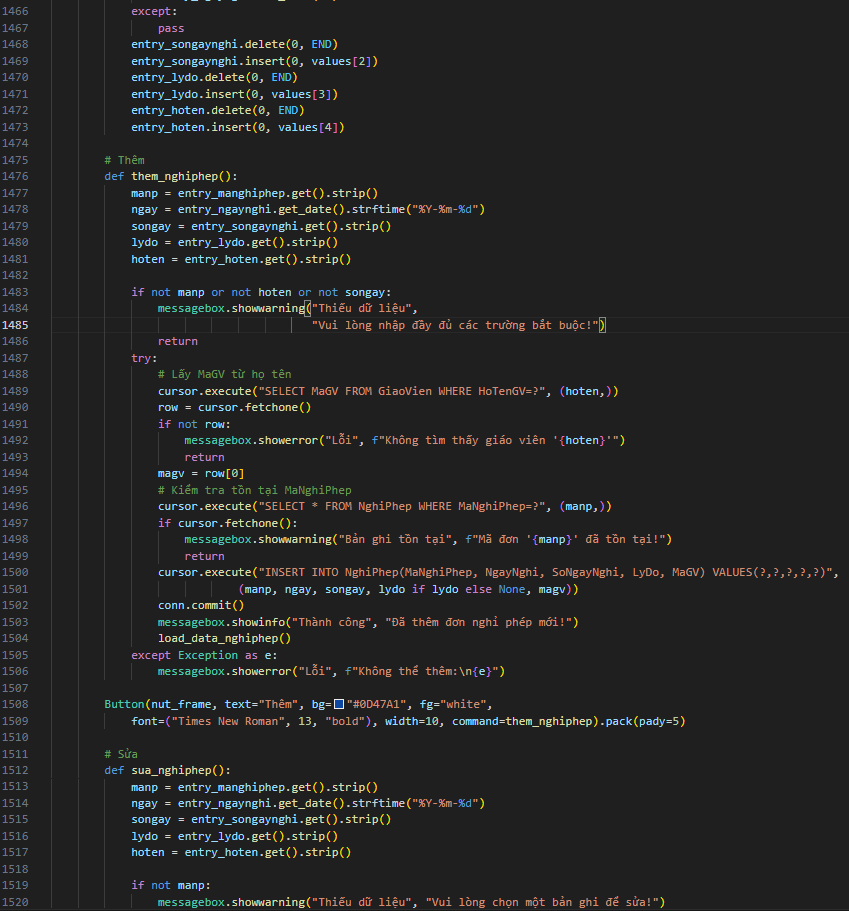 1466 except:
1467 pass
1468 entry_songaynghi.delete(0, END)
1469 entry_songaynghi.insert(0, values[2])
1470 entry_lydo.delete(0, END)
1471 entry_lydo.insert(0, values[3])
1472 entry_hoten.delete(0, END)
1473 entry_hoten.insert(0, values[4])
1474
1475 # Thêm
1476 def them_nghiphep():
1477 manp = entry_manghiphep.get().strip()
1478 ngay = entry_ngaynghi.get_date().strftime("%Y-%m-%d")
1479 songay = entry_songaynghi.get().strip()
1480 lydo = entry_lydo.get().strip()
1481 hoten = entry_hoten.get().strip()
1482
1483 if not manp or not hoten or not songay:
1484 messagebox.showwarning("Thiếu dữ liệu",
1485 "Vui lòng nhập đầy đủ các trường bắt buộc!")
1486 return
1487 try:
1488 # Lấy MaGV từ họ tên
1489 cursor.execute("SELECT MaGV FROM GiaoVien WHERE HoTenGV=?", (hoten,))
1490 row = cursor.fetchone()
1491 if not row:
1492 messagebox.showerror("Lỗi", f"Không tìm thấy giáo viên '{hoten}'")
1493 return
1494 magv = row[0]
1495 # Kiểm tra tồn tại MaNghiPhep
1496 cursor.execute("SELECT * FROM NghiPhep WHERE MaNghiPhep=?", (manp,))
1497 if cursor.fetchone():
1498 messagebox.showwarning("Bản ghi tồn tại", f"Mã đơn '{manp}' đã tồn tại!")
1499 return
1500 cursor.execute("INSERT INTO NghiPhep(MaNghiPhep, NgayNghi, SoNgayNghi, LyDo, MaGV) VALUES(?,?,?,?,?)",
1501 (manp, ngay, songay, lydo if lydo else None, magv))
1502 conn.commit()
1503 messagebox.showinfo("Thành công", "Đã thêm đơn nghỉ phép mới!")
1504 load_data_nghiphep()
1505 except Exception as e:
1506 messagebox.showerror("Lỗi", f"Không thể thêm:\n{e}")
1507
1508 Button(nut_frame, text="Thêm", bg="#0D47A1", fg="white",
1509 font=("Times New Roman", 13, "bold"), width=10, command=them_nghiphep).pack(pady=5)
1510
1511 # Sửa
1512 def sua_nghiphep():
1513 manp = entry_manghiphep.get().strip()
1514 ngay = entry_ngaynghi.get_date().strftime("%Y-%m-%d")
1515 songay = entry_songaynghi.get().strip()
1516 lydo = entry_lydo.get().strip()
1517 hoten = entry_hoten.get().strip()
1518
1519 if not manp:
1520 messagebox.showwarning("Thiếu dữ liệu", "Vui lòng chọn một bản ghi để sửa!")